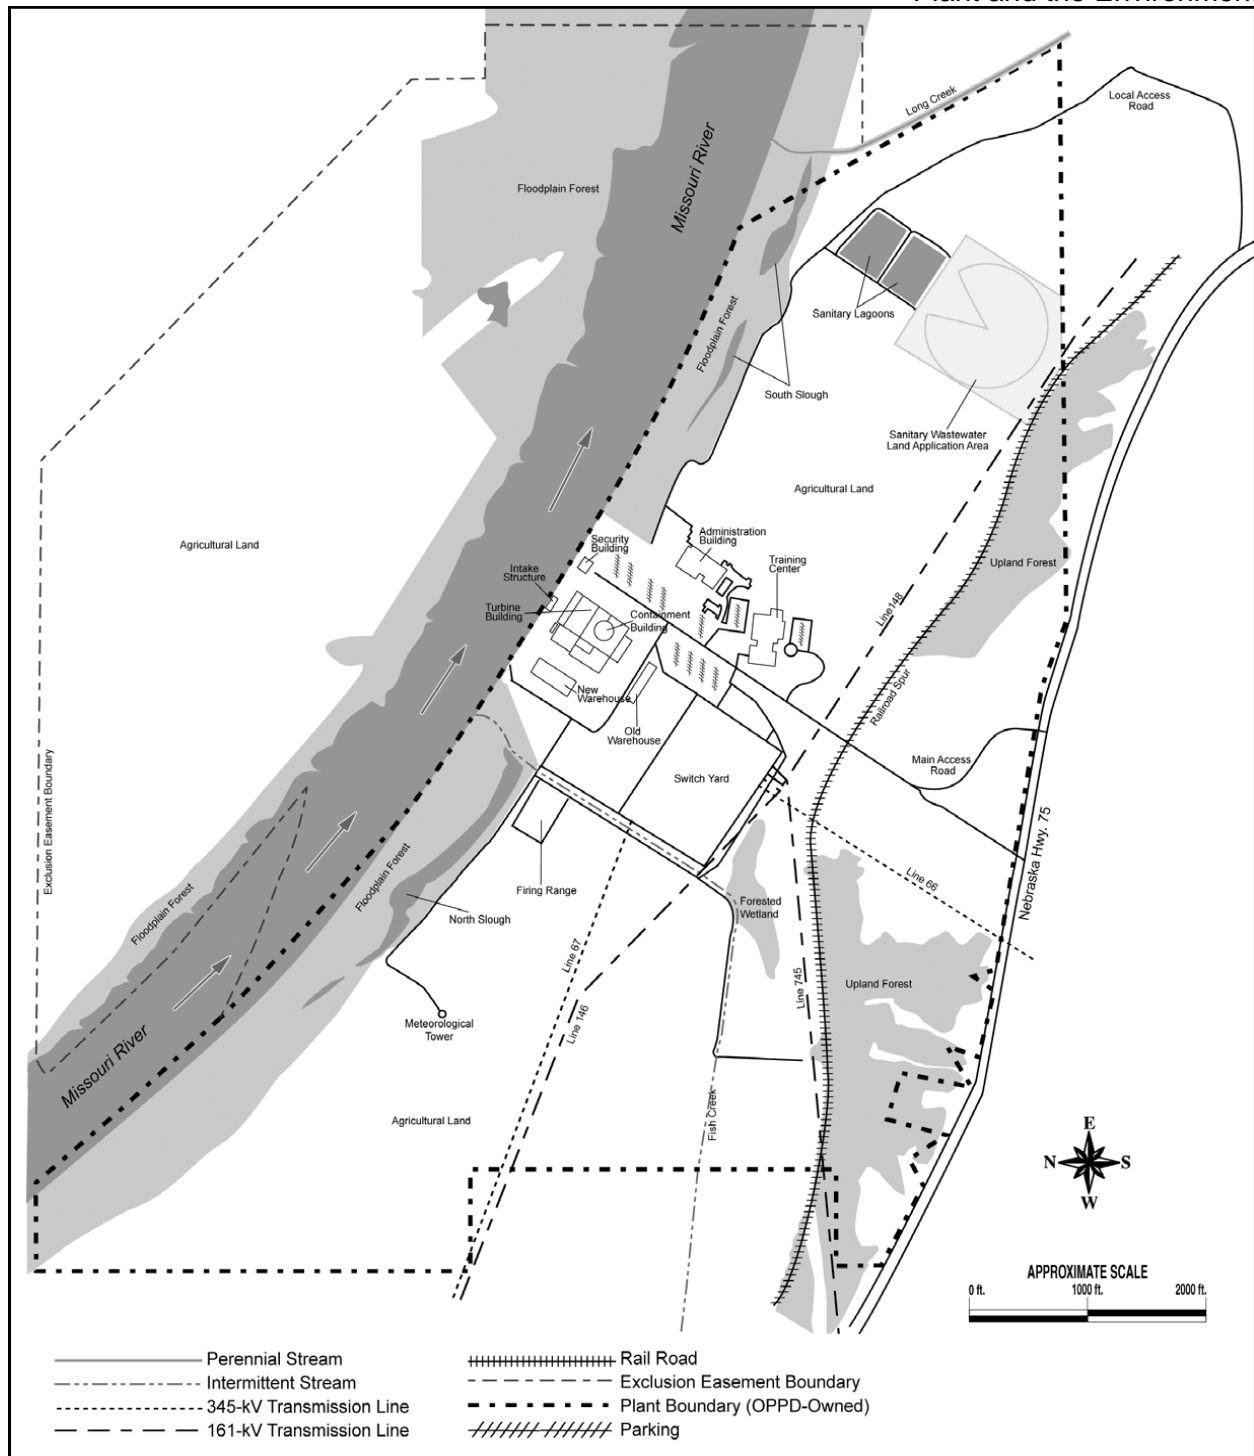 Plant and the Environment
Long Creek
Local Access
Road
Missouri River
Floodplain Forest
Sanitary Lagoons
Floodplain Forest
South Slough
Sanitary Wastewater
Land Application Area
Agricultural Land
Agricultural Land
Security
Building
Administration
Building
Intake
Structure
Training
Center
Upland Forest
Turbine
Building
Containment
Building
Line148
New
Warehouse
Railroad Spur
Old
Warehouse
Main Access
Road
Switch Yard
Exclusion Easement Boundary
Nebraska Hwy. 75
Line 66
Floodplain Forest
Firing Range
Forested
Wetland
Floodplain Forest
North Slough
Line 67
Line 745
Upland Forest
Line 146
Meteorological
Tower
Missouri River
Fish Creek
Agricultural Land
E
N
S
W
APPROXIMATE SCALE
0 ft. 1000 ft. 2000 ft.
Perennial Stream
Intermittent Stream
345-kV Transmission Line
161-kV Transmission Line
Rail Road
Exclusion Easement Boundary
Plant Boundary (OPPD-Owned)
Parking